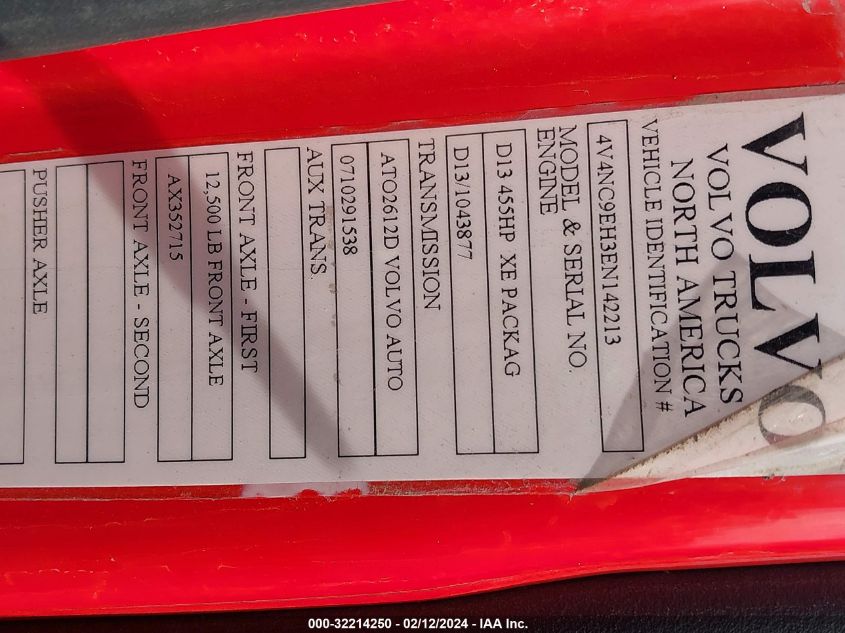 VOLVO
VOLVO TRUCKS
NORTH AMERICA
VEHICLE IDENTIFICATION #
4V4NC9EH3EN142213
MODEL & SERIAL NO.
ENGINE
D13 455HP XE PACKAG
D13/1043877
TRANSMISSION
ATO2612D VOLVO AUTO
0710291538
AUX TRANS.
FRONT AXLE - FIRST
12,500 LB FRONT AXLE
AX352715
FRONT AXLE - SECOND
PUSHER AXLE
000-32214250 - 02/12/2024 - IAA Inc.